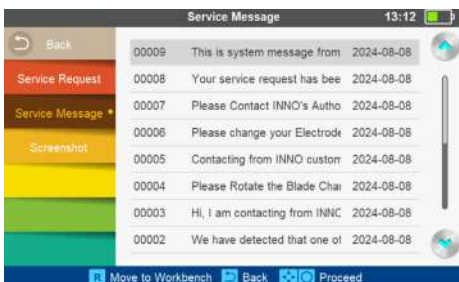 Service Message 13:12
Back
Service Request
Service Message *
Screenshot
00009 This is system message from 2024-08-08
00008 Your service request has bee 2024-08-08
00007 Please Contact INNO's Autho 2024-08-08
00006 Please change your Electrode 2024-08-08
00005 Contacting from INNO custom 2024-08-08
00004 Please Rotate the Blade Cha 2024-08-08
00003 Hi, I am contacting from INNC 2024-08-08
00002 We have detected that one of 2024-08-08
R Move to Workbench Back Proceed